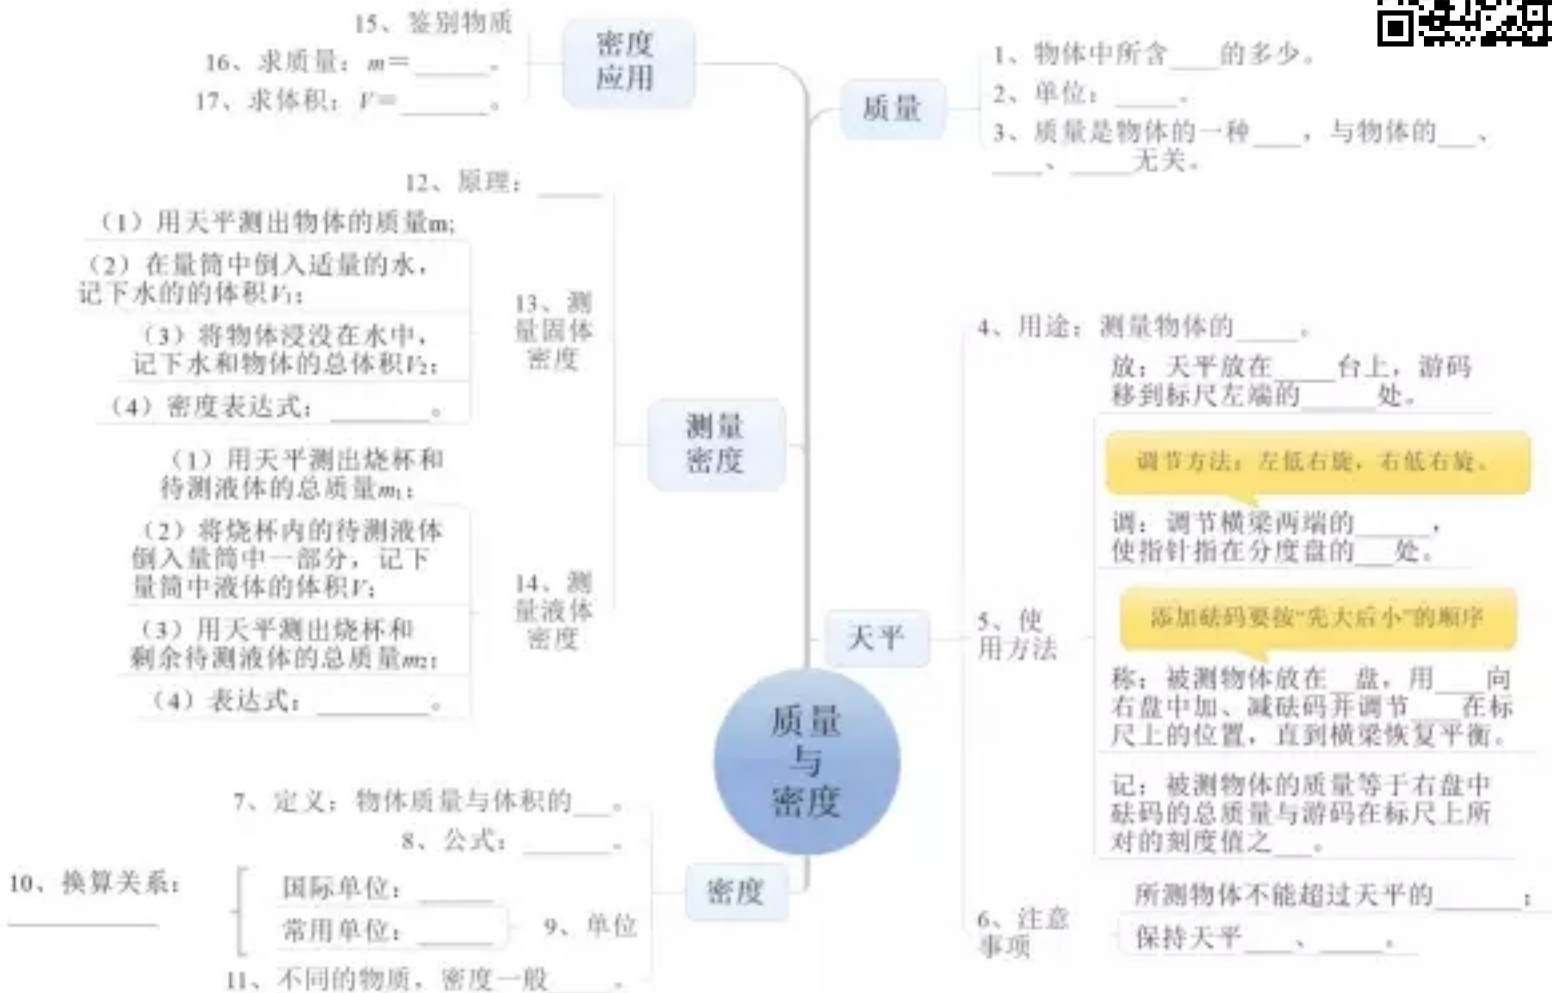 15、鉴别物质
16、求质量：m＝______。
17、求体积：V＝______。
密度
应用
质量
1、物体中所含____的多少。
2、单位：_____。
3、质量是物体的一种____，与物体的___、
____、_____无关。
12、原理：_____
（1）用天平测出物体的质量m;
（2）在量筒中倒入适量的水，
记下水的的体积V₁；
（3）将物体浸没在水中，
记下水和物体的总体积V₂；
（4）密度表达式：________。
13、测
量固体
密度
（1）用天平测出烧杯和
待测液体的总质量m₁；
（2）将烧杯内的待测液体
倒入量筒中一部分，记下
量筒中液体的体积V；
（3）用天平测出烧杯和
剩余待测液体的总质量m₂；
（4）表达式：_________。
14、测
量液体
密度
测量
密度
4、用途：测量物体的_____。
放：天平放在_____台上，游码
移到标尺左端的______处。
调节方法：左低右旋，右低右旋。
调：调节横梁两端的______，
使指针指在分度盘的___处。
添加砝码要按“先大后小”的顺序
称：被测物体放在__盘，用____向
右盘中加、减砝码并调节____在标
尺上的位置，直到横梁恢复平衡。
记：被测物体的质量等于右盘中
砝码的总质量与游码在标尺上所
对的刻度值之___。
5、使
用方法
天平
6、注意
事项
所测物体不能超过天平的_______；
保持天平____、_____。
质量
与
密度
7、定义：物体质量与体积的___。
8、公式：_______。
10、换算关系：
____________
国际单位：______
常用单位：______
9、单位
密度
11、不同的物质，密度一般_____。